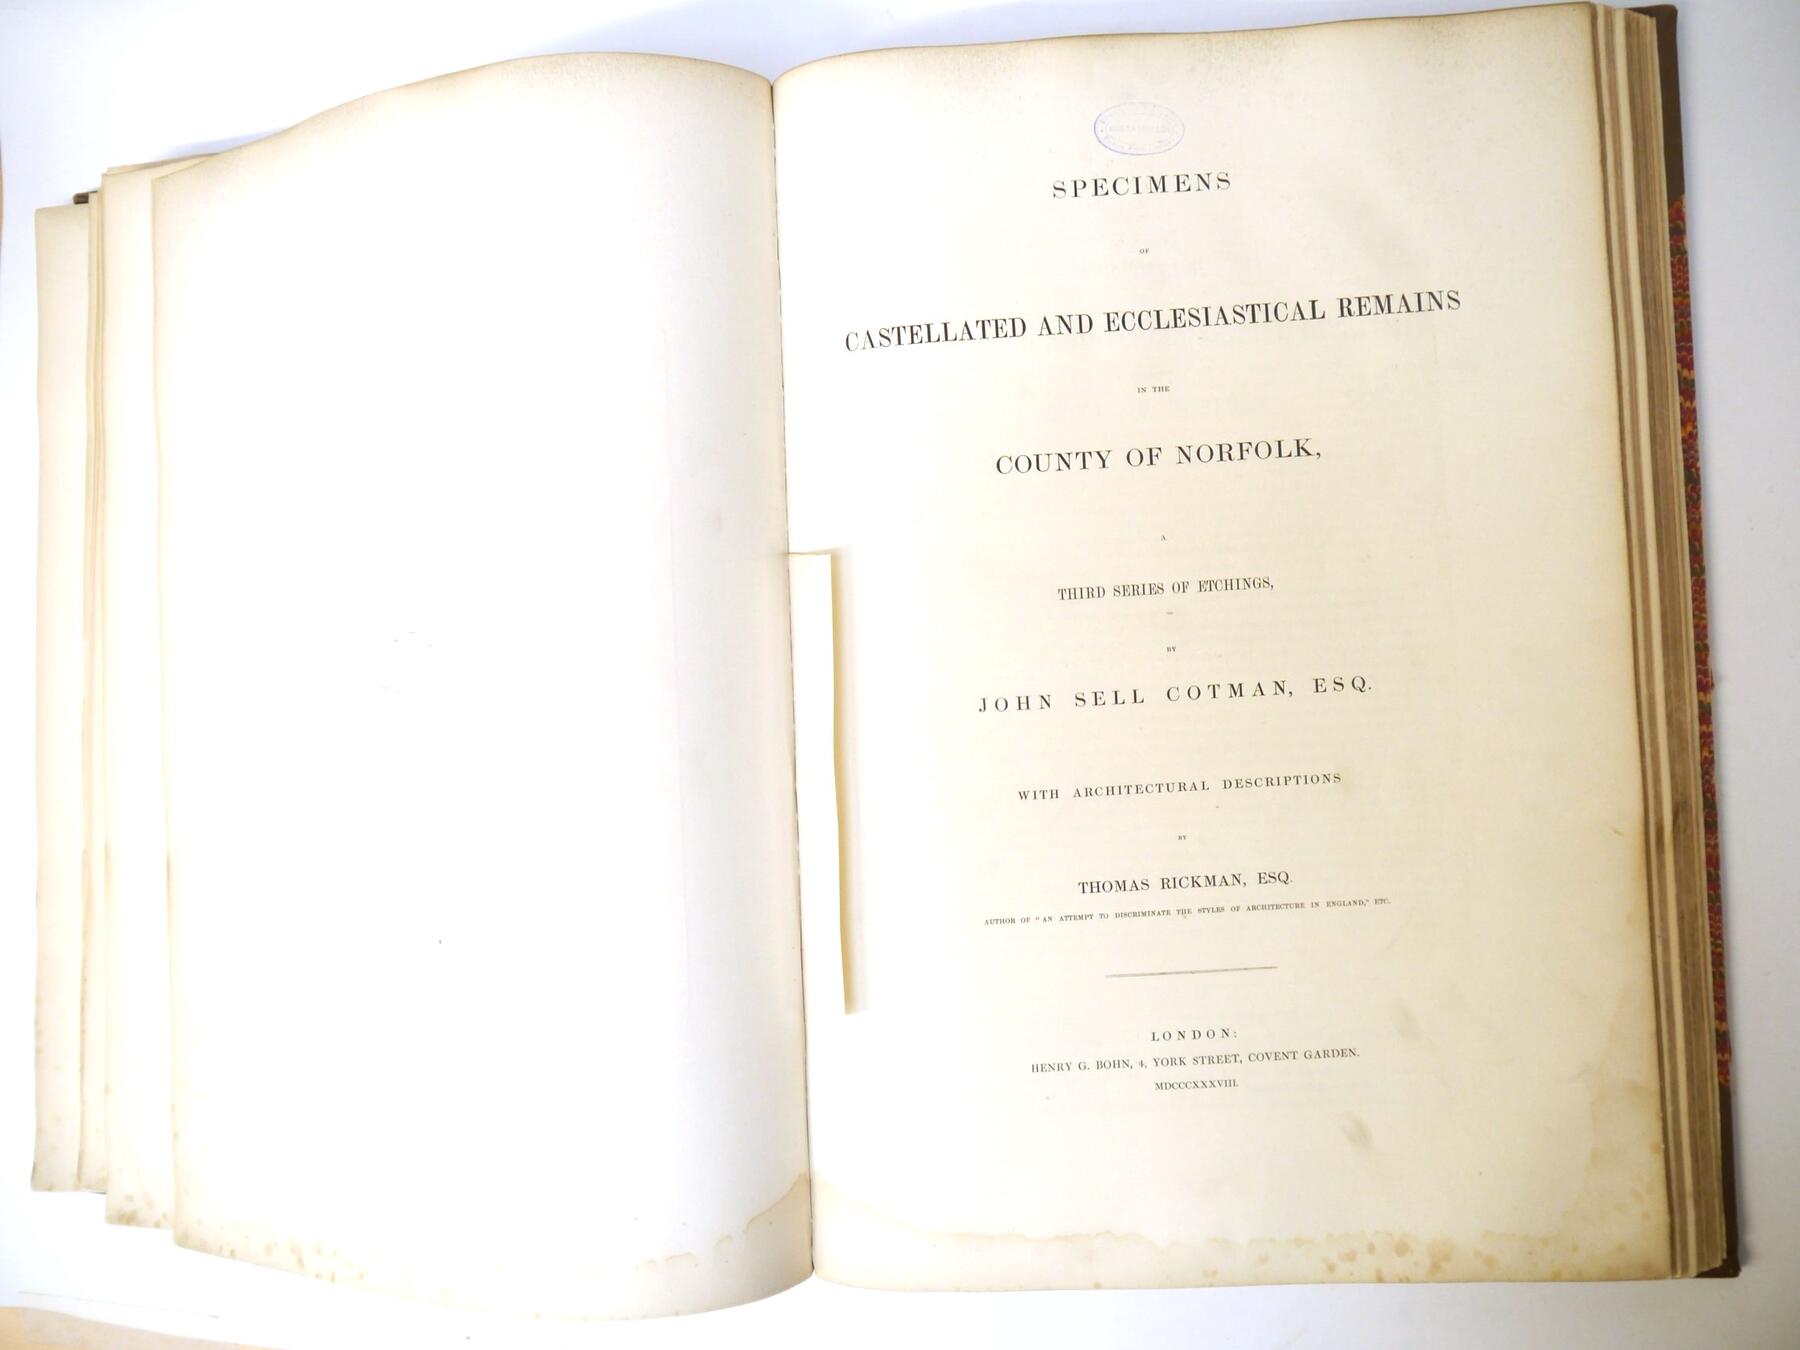 SPECIMENS
OF
CASTELLATED AND ECCLESIASTICAL REMAINS
IN THE
COUNTY OF NORFOLK,
A
THIRD SERIES OF ETCHINGS,
BY
JOHN SELL COTMAN, ESQ.
WITH ARCHITECTURAL DESCRIPTIONS
BY
THOMAS RICKMAN, ESQ.
AUTHOR OF "AN ATTEMPT TO DISCRIMINATE THE STYLES OF ARCHITECTURE IN ENGLAND," ETC.
LONDON:
HENRY G. BOHN, 4, YORK STREET, COVENT GARDEN.
MDCCCXXXVIII.